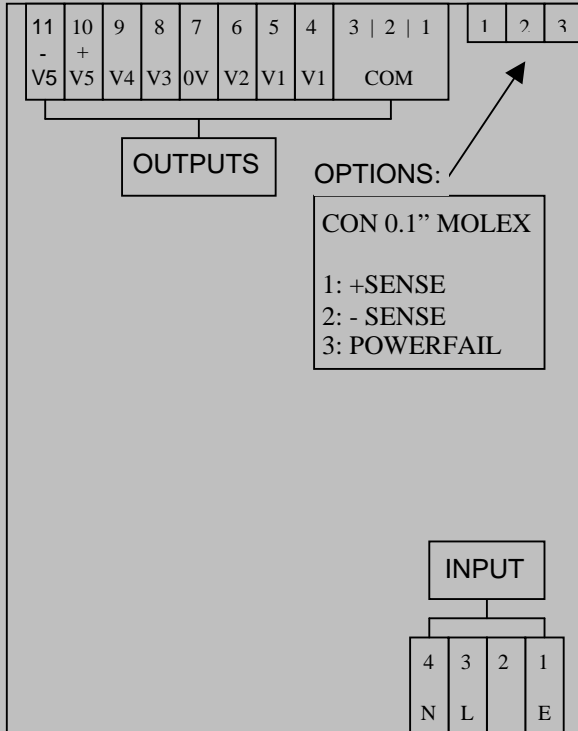 11 10 9 8 7 6 5 4 3 | 2 | 1 1 2 3
- +
V5 V5 V4 V3 0V V2 V1 V1 COM
OUTPUTS
OPTIONS:
CON 0.1” MOLEX
1: +SENSE
2: - SENSE
3: POWERFAIL
INPUT
4 3 2 1
N L E